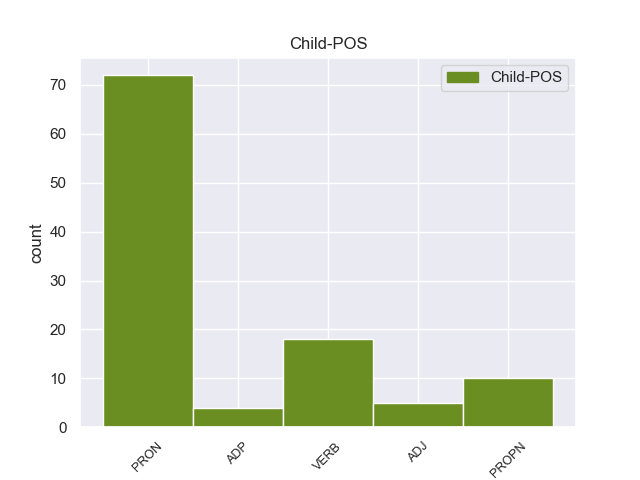 Child-POS
Child-POS
count
70
60
50
40
30
20
10
0
PRON
ADP
VERB
ADJ
PROPN